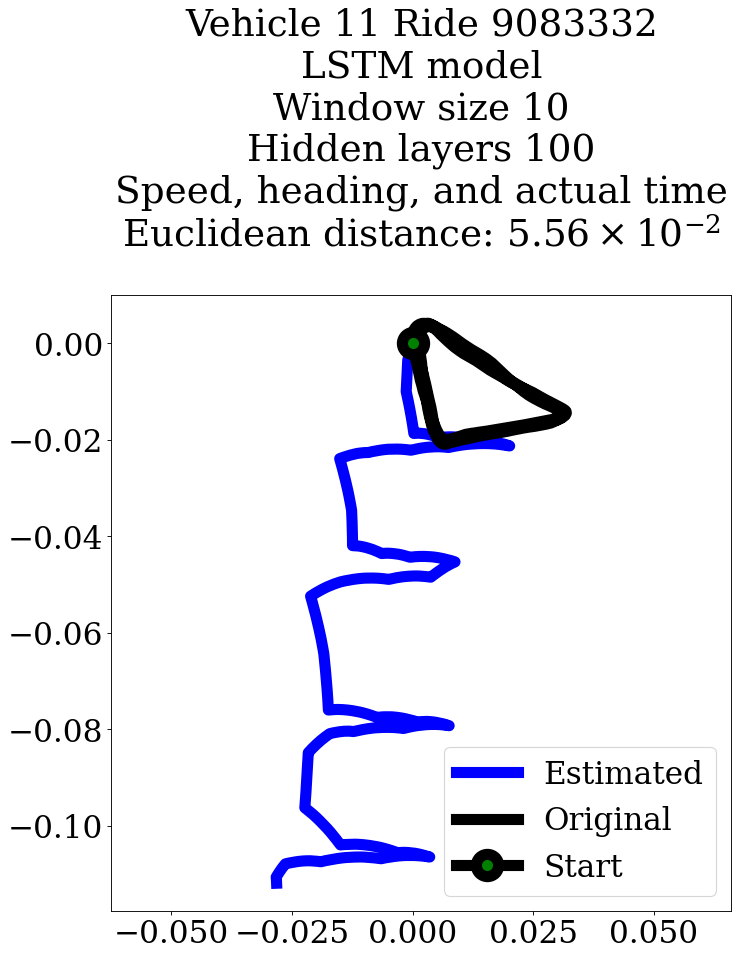 Vehicle 11 Ride 9083332
LSTM model
Window size 10
Hidden layers 100
Speed, heading, and actual time
Euclidean distance: 5.56 × 10⁻²
0.00
−0.02
−0.04
−0.06
−0.08
−0.10
Estimated
Original
Start
−0.050 −0.025 0.000 0.025 0.050